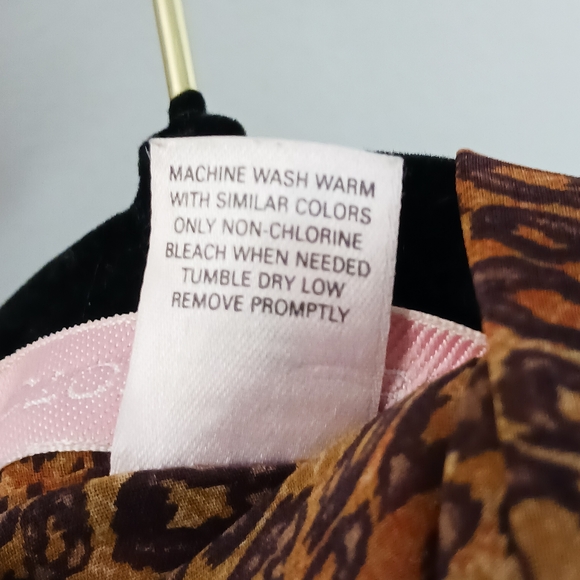 MACHINE WASH WARM
WITH SIMILAR COLORS
ONLY NON-CHLORINE
BLEACH WHEN NEEDED
TUMBLE DRY LOW
REMOVE PROMPTLY